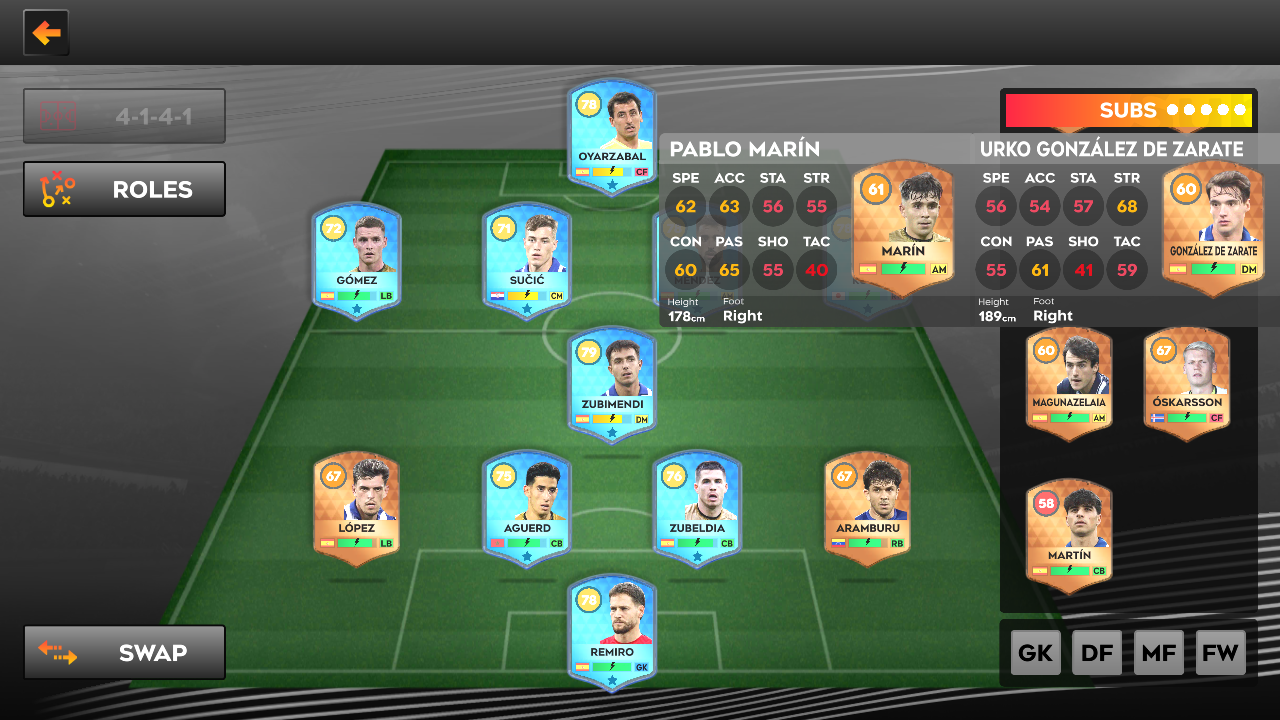 4-1-4-1
ROLES
SUBS
78
OYARZABAL
CF
PABLO MARÍN
SPE ACC STA STR
62 63 56 55
CON PAS SHO TAC
60 65 55 40
Height Foot
178cm Right
61
MARÍN
AM
URKO GONZÁLEZ DE ZARATE
SPE ACC STA STR
56 54 57 68
CON PAS SHO TAC
55 61 41 59
Height Foot
189cm Right
60
GONZÁLEZ DE ZARATE
DM
72
GÓMEZ
LB
71
SUČIĆ
CM
79
ZUBIMENDI
DM
60
MAGUNAZELAIA
AM
67
ÓSKARSSON
CF
67
LÓPEZ
LB
75
AGUERD
CB
76
ZUBELDIA
CB
67
ARAMBURU
RB
58
MARTÍN
CB
78
REMIRO
GK
SWAP
GK DF MF FW